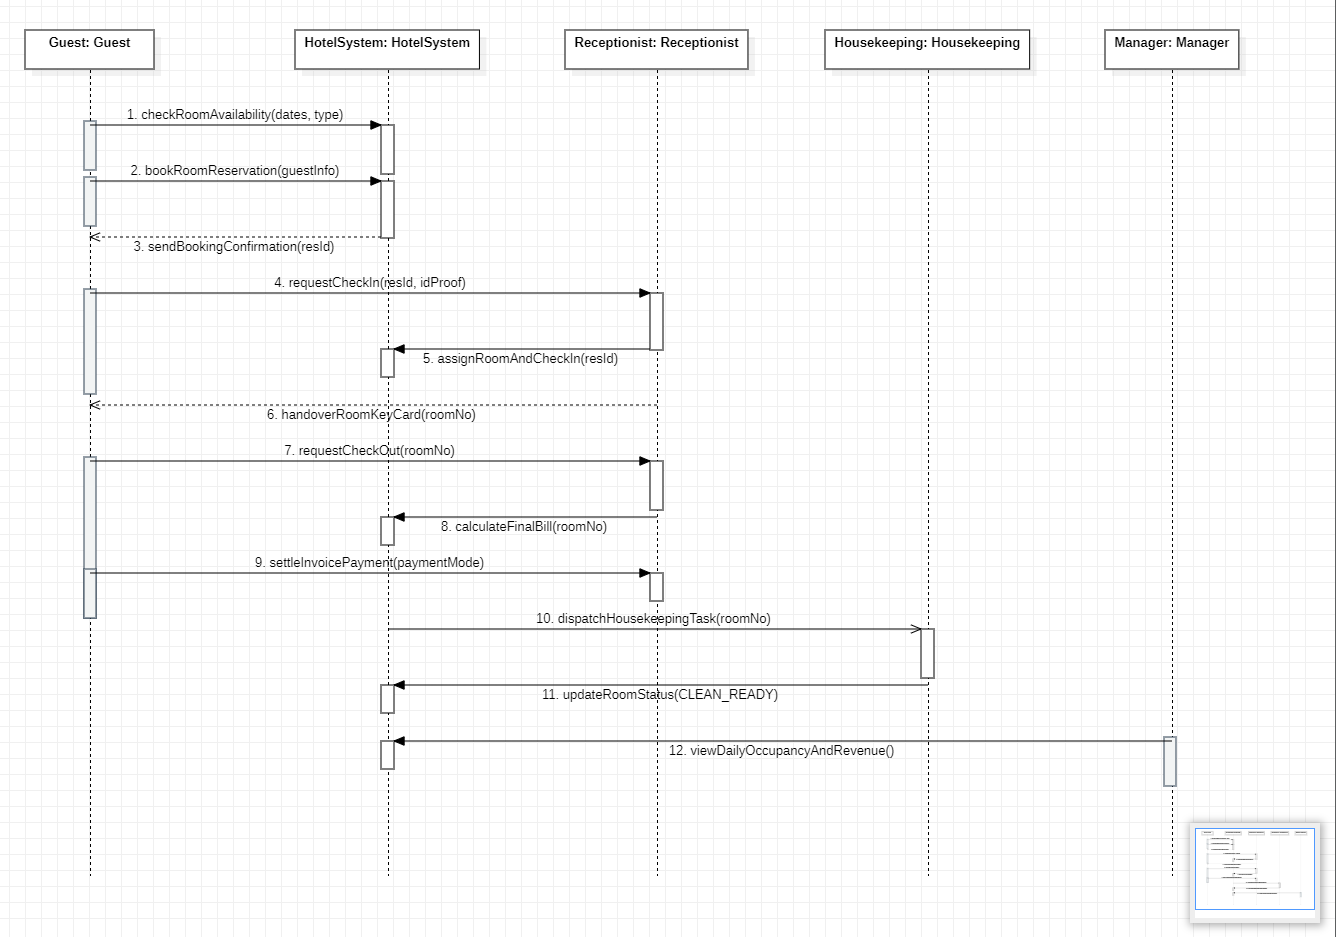 Guest: Guest
HotelSystem: HotelSystem
Receptionist: Receptionist
Housekeeping: Housekeeping
Manager: Manager
1. checkRoomAvailability(dates, type)
2. bookRoomReservation(guestInfo)
3. sendBookingConfirmation(resId)
4. requestCheckIn(resId, idProof)
5. assignRoomAndCheckIn(resId)
6. handoverRoomKeyCard(roomNo)
7. requestCheckOut(roomNo)
8. calculateFinalBill(roomNo)
9. settleInvoicePayment(paymentMode)
10. dispatchHousekeepingTask(roomNo)
11. updateRoomStatus(CLEAN_READY)
12. viewDailyOccupancyAndRevenue()